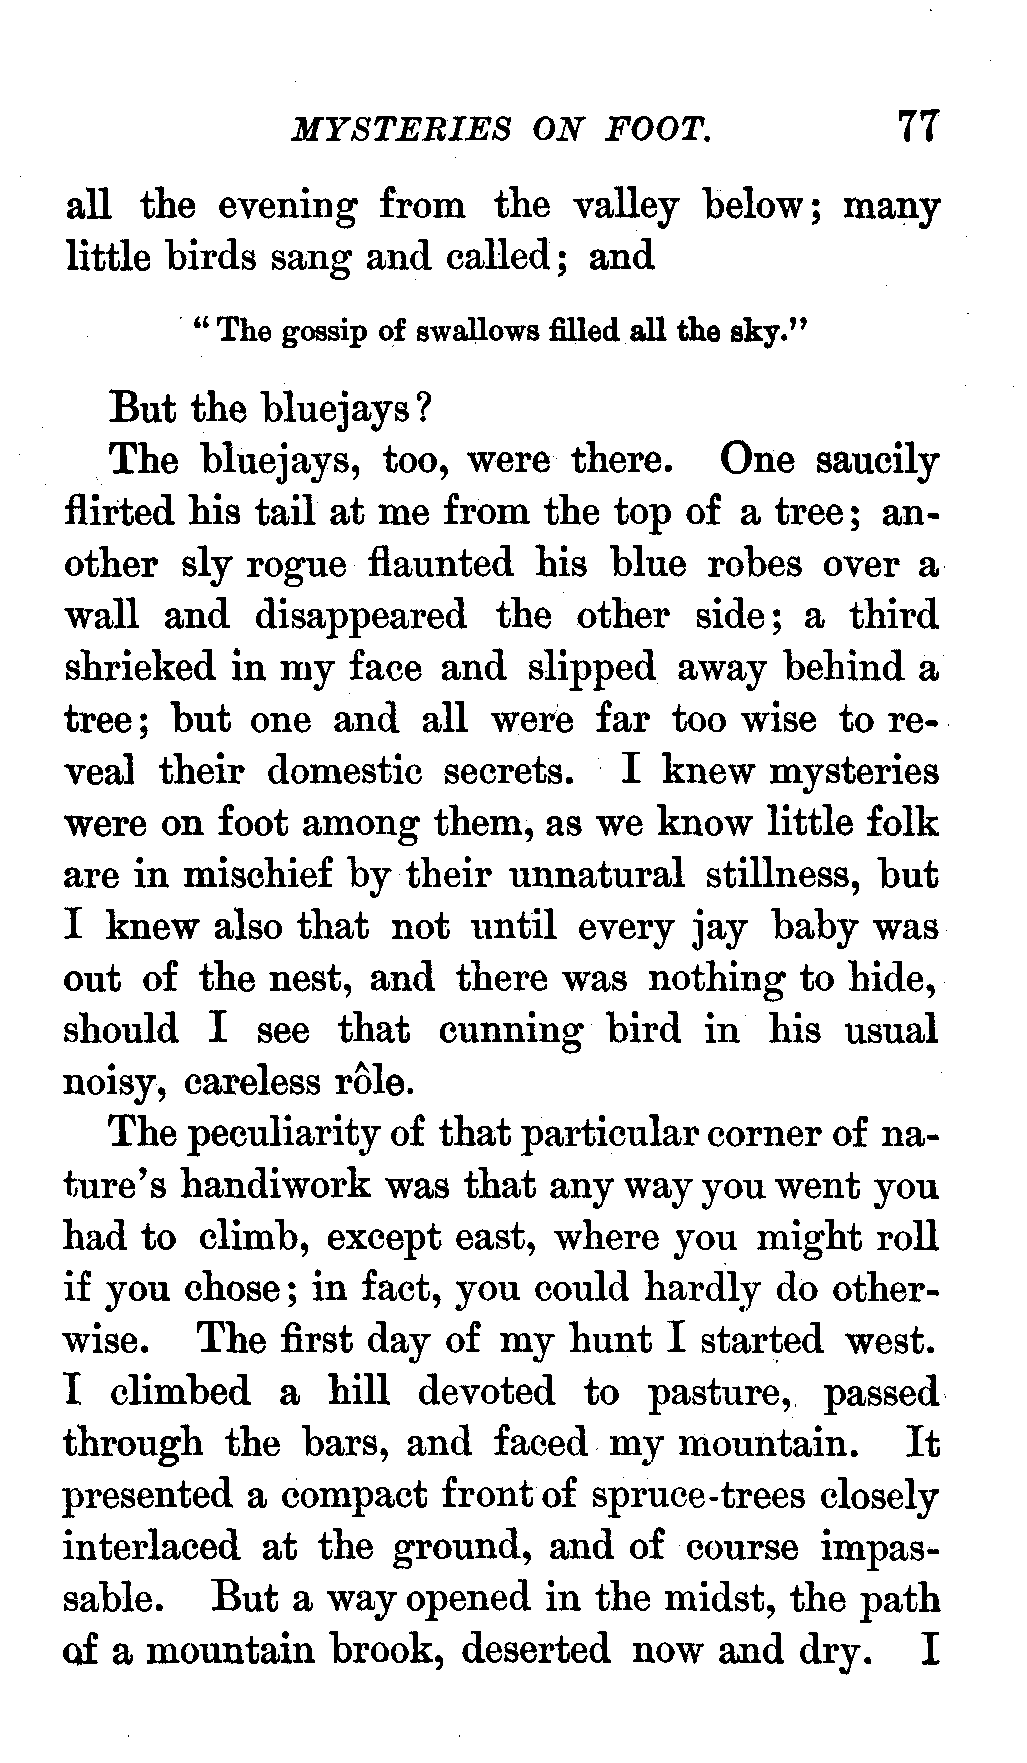 MYSTERIES ON FOOT. 77
all the evening from the valley below; many
little birds sang and called; and
"The gossip of swallows filled all the sky."
But the bluejays?
The bluejays, too, were there. One saucily
flirted his tail at me from the top of a tree; an-
other sly rogue flaunted his blue robes over a
wall and disappeared the other side; a third
shrieked in my face and slipped away behind a
tree; but one and all were far too wise to re-
veal their domestic secrets. I knew mysteries
were on foot among them, as we know little folk
are in mischief by their unnatural stillness, but
I knew also that not until every jay baby was
out of the nest, and there was nothing to hide,
should I see that cunning bird in his usual
noisy, careless rôle.
The peculiarity of that particular corner of na-
ture's handiwork was that any way you went you
had to climb, except east, where you might roll
if you chose; in fact, you could hardly do other-
wise. The first day of my hunt I started west.
I climbed a hill devoted to pasture, passed
through the bars, and faced my mountain. It
presented a compact front of spruce-trees closely
interlaced at the ground, and of course impas-
sable. But a way opened in the midst, the path
of a mountain brook, deserted now and dry. I